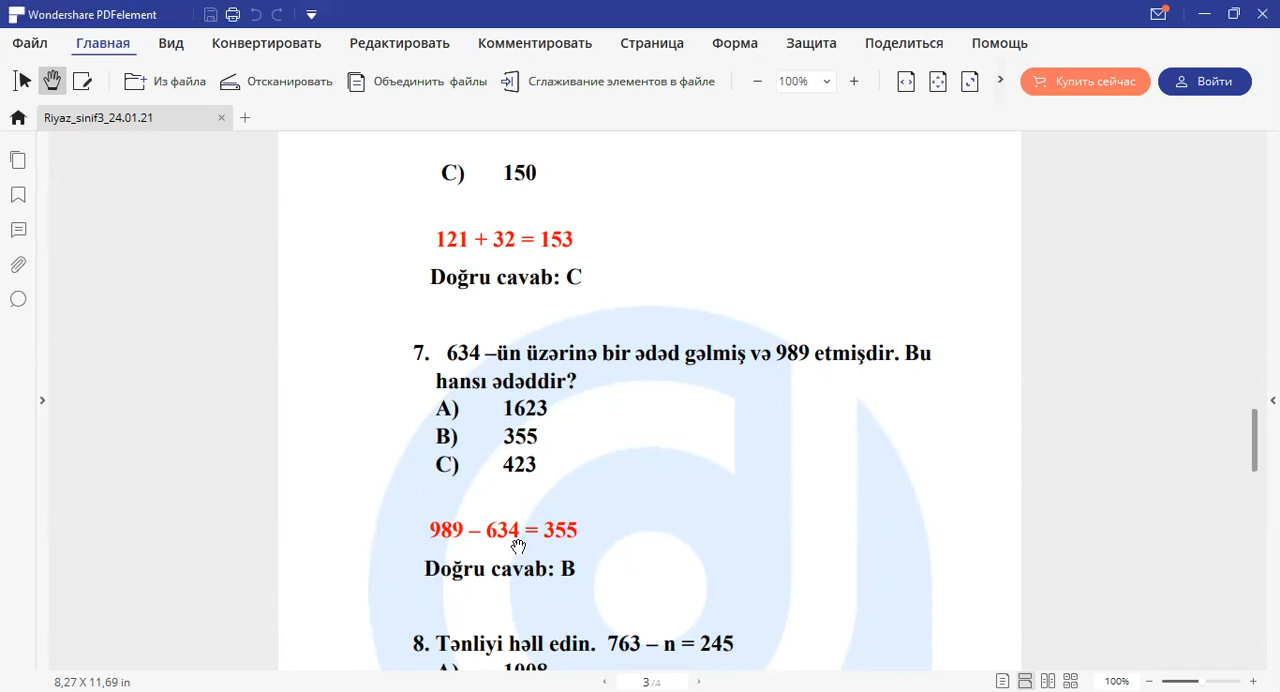 Wondershare PDFelement
Файл Главная Вид Конвертировать Редактировать Комментировать Страница Форма Защита Поделиться Помощь
Из файла Отсканировать Объединить файлы Сглаживание элементов в файле 100% Купить сейчас Войти
Riyaz_sinif3_24.01.21
C) 150
121 + 32 = 153
Doğru cavab: C
7. 634 –ün üzərinə bir ədəd gəlmiş və 989 etmişdir. Bu
hansı ədəddir?
A) 1623
B) 355
C) 423
989 – 634 = 355
Doğru cavab: B
8. Tənliyi həll edin. 763 – n = 245
A) 1008
8,27 X 11,69 in 3 /4 100%